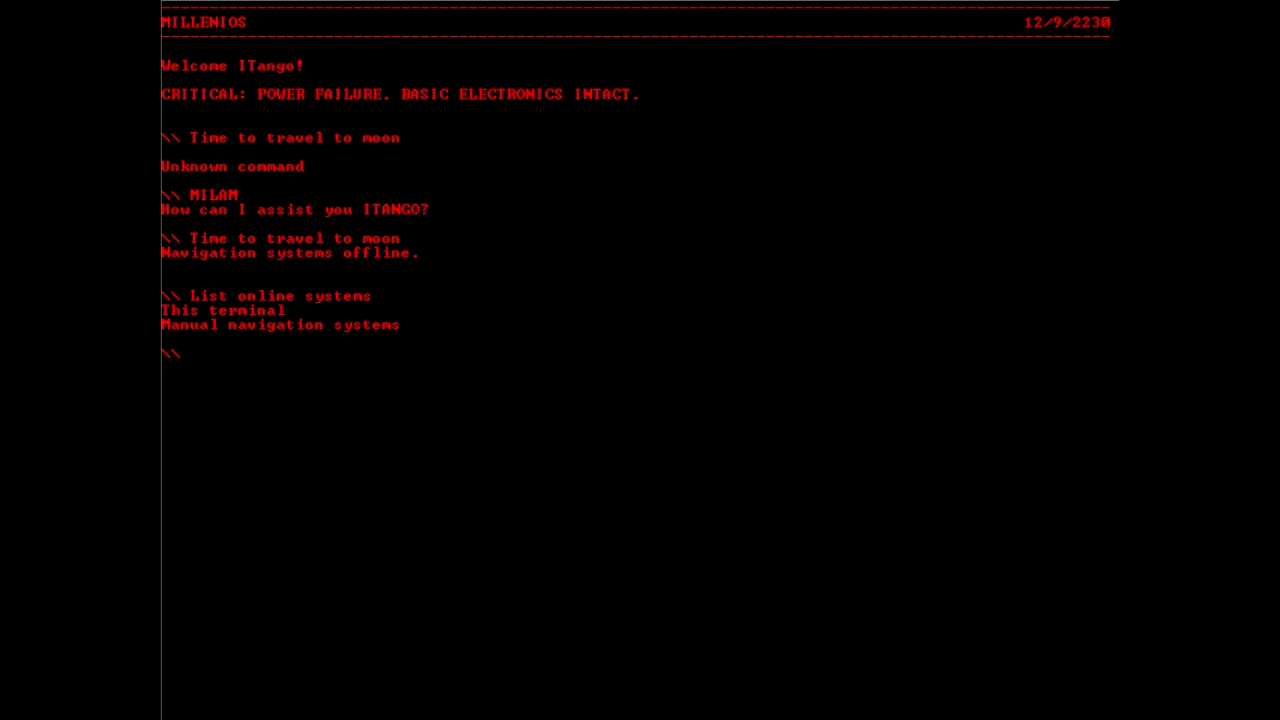 MILLENIOS 12/9/2230
Welcome ITango!
CRITICAL: POWER FAILURE. BASIC ELECTRONICS INTACT.
\\ Time to travel to moon
Unknown command
\\ MILAM
How can I assist you ITANGO?
\\ Time to travel to moon
Navigation systems offline.
\\ List online systems
This terminal
Manual navigation systems
\\